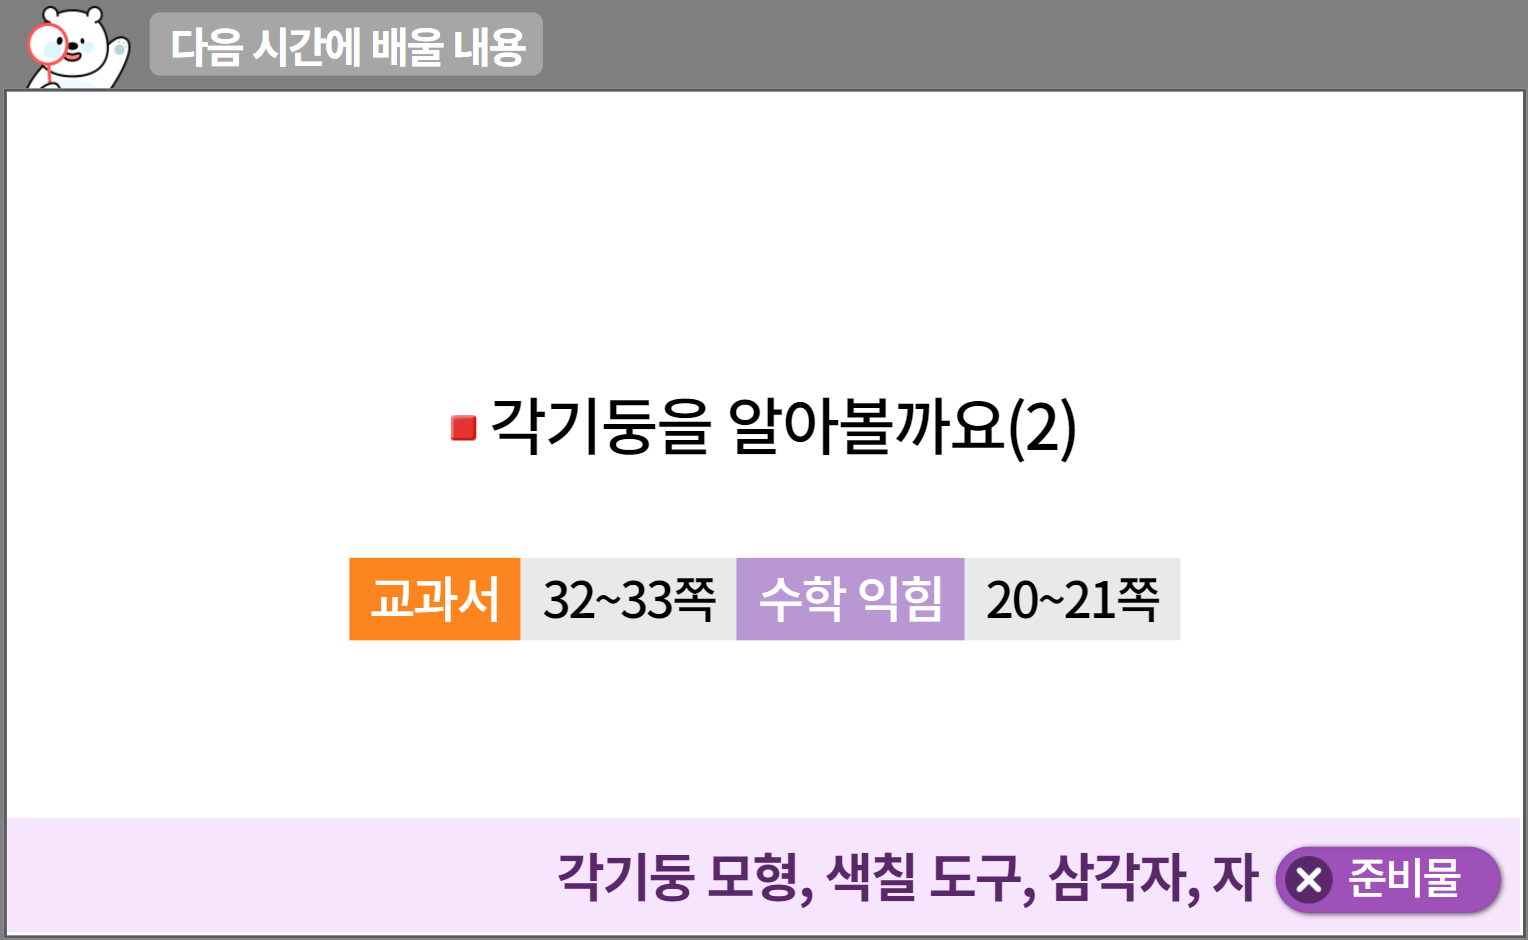 다음 시간에 배울 내용
각기둥을 알아볼까요(2)
교과서 32~33쪽 수학 익힘 20~21쪽
각기둥 모형, 색칠 도구, 삼각자, 자 준비물